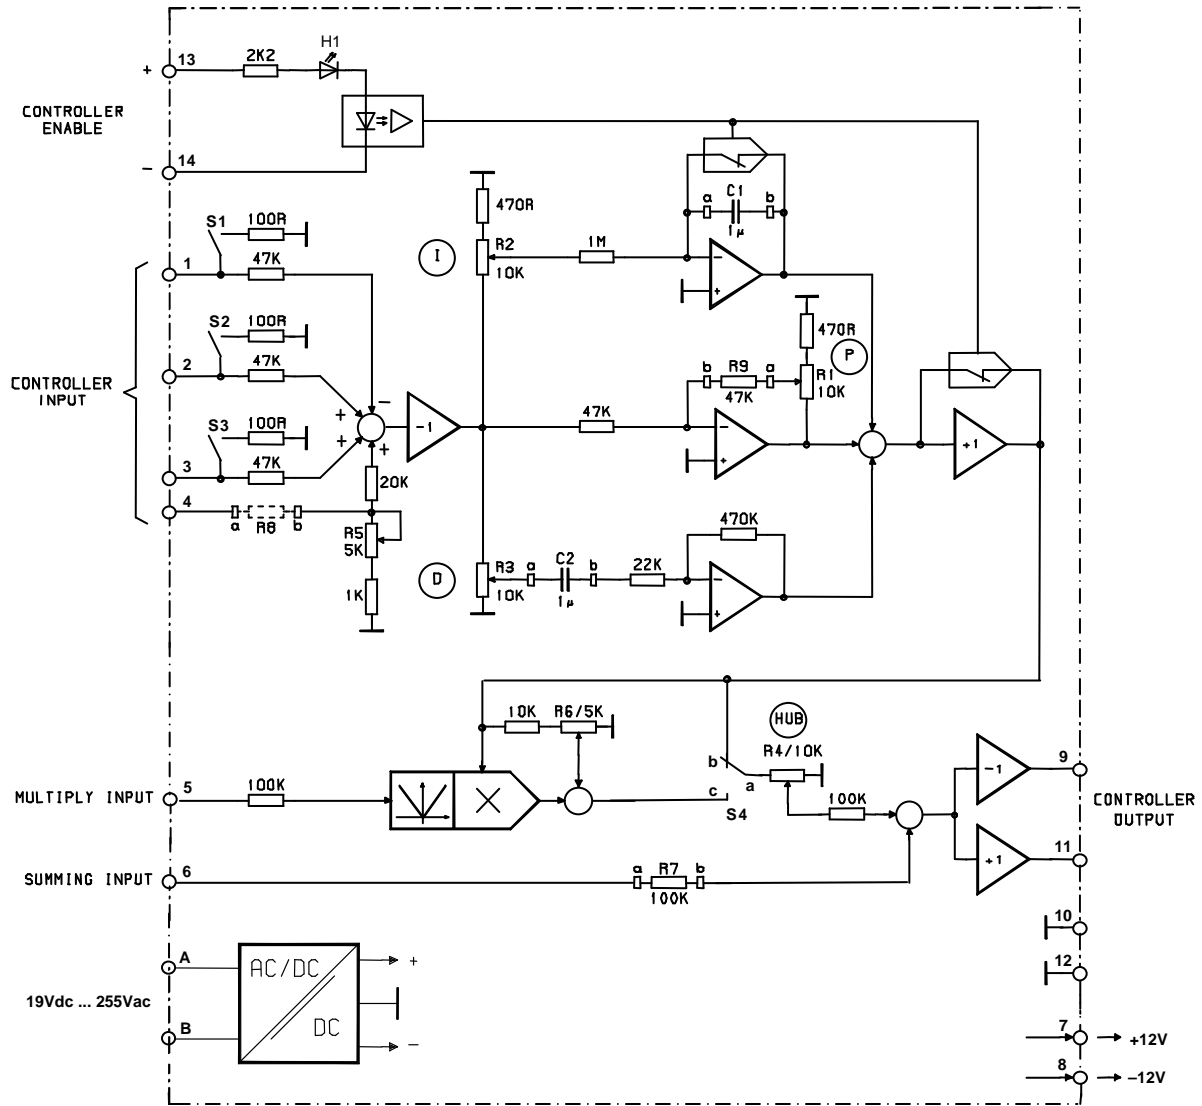 H1
13
2K2
+
CONTROLLER
ENABLE
14
−
S1
100R
1
47K
−
S2
100R
2
47K
+
CONTROLLER
INPUT
S3
100R
3
47K
+
+
4
a
R8
b
20K
R5
5K
1K
−1
470R
I
R2
10K
1M
a
C1
b
1µ
−
+
470R
P
R1
10K
b
R9
a
47K
47K
−
+
+1
D
R3
10K
a
C2
b
1µ
22K
470K
−
+
10K
R6/5K
HUB
R4/10K
b
a
c
S4
MULTIPLY INPUT
5
100K
X
100K
−1
9
CONTROLLER
OUTPUT
+1
11
SUMMING INPUT
6
a
R7
b
100K
10
12
A
AC/DC
DC
+
−
19Vdc ... 255Vac
B
7
+12V
8
−12V